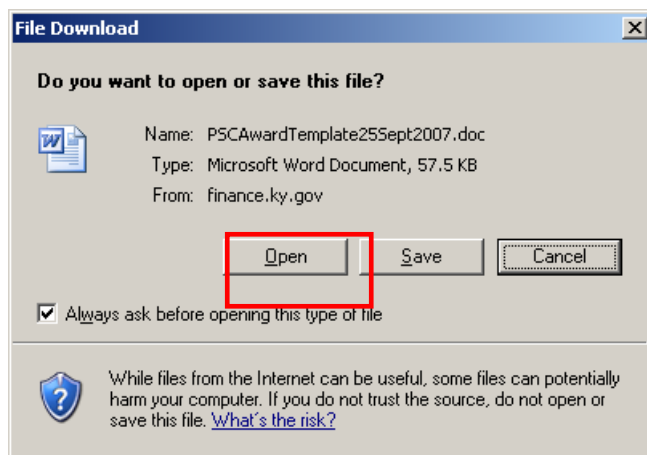 File Download
Do you want to open or save this file?
Name: PSCAwardTemplate25Sept2007.doc
Type: Microsoft Word Document, 57.5 KB
From: finance.ky.gov
Open Save Cancel
Always ask before opening this type of file
While files from the Internet can be useful, some files can potentially
harm your computer. If you do not trust the source, do not open or
save this file. What's the risk?